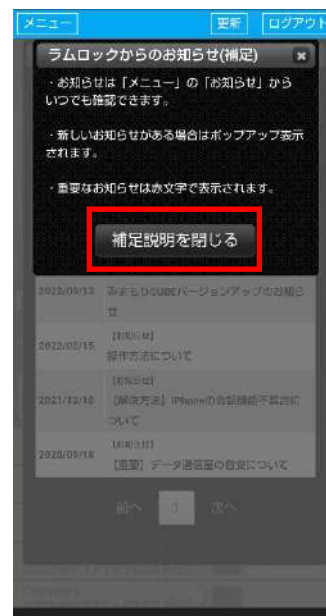 メニュー
更新
ログアウト
ラムロックからのお知らせ(補足)
×
・お知らせは「メニュー」の「お知らせ」から
いつでも確認できます。
・新しいお知らせがある場合はポップアップ表示
されます。
・重要なお知らせは赤文字で表示されます。
補足説明を閉じる
2022/09/13
みまもりCUBEバージョンアップのお知ら
せ
【お知らせ】
2022/03/15
操作方法について
【お知らせ】
2021/12/10
【解決方法】iPhoneの会話機能不具合に
ついて
【お知らせ】
2020/09/18
【重要】データ通信量の目安について
前へ
1
次へ